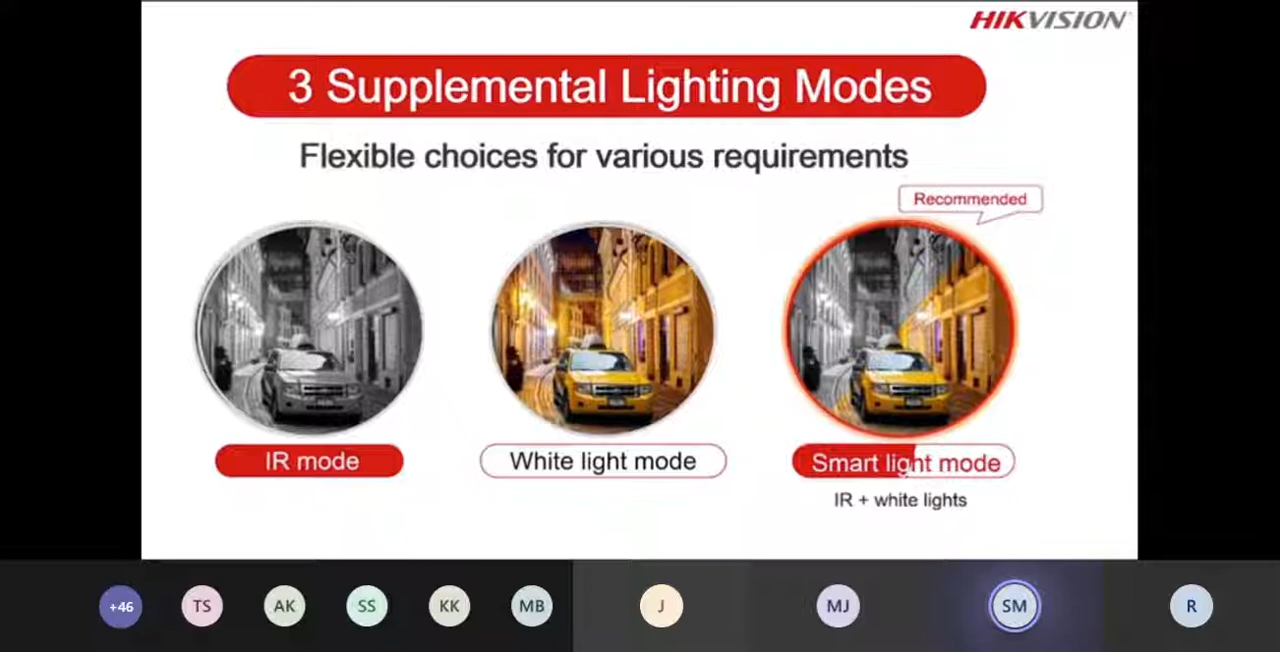 HIKVISION
3 Supplemental Lighting Modes
Flexible choices for various requirements
Recommended
IR mode
White light mode
Smart light mode
IR + white lights
+46
TS
AK
SS
KK
MB
J
MJ
SM
R